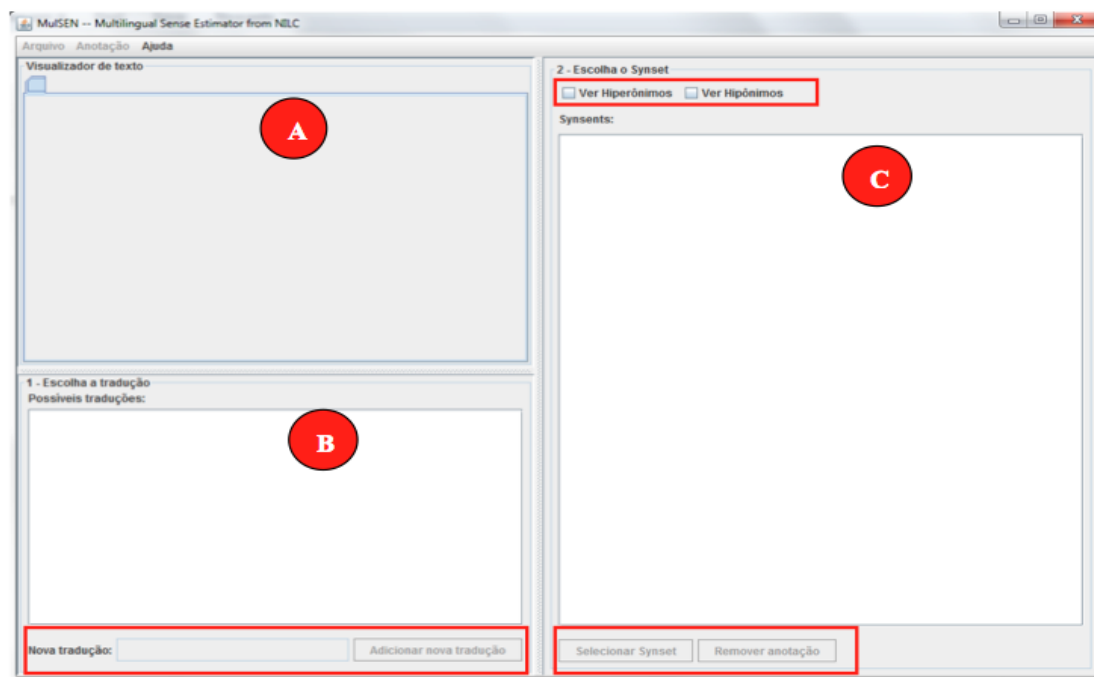 MulSEN -- Multilingual Sense Estimator from NILC
Arquivo Anotação Ajuda
Visualizador de texto
A
1 - Escolha a tradução
Possíveis traduções:
B
Nova tradução: Adicionar nova tradução
2 - Escolha o Synset
Ver Hiperônimos Ver Hipônimos
Synsents:
C
Selecionar Synset Remover anotação